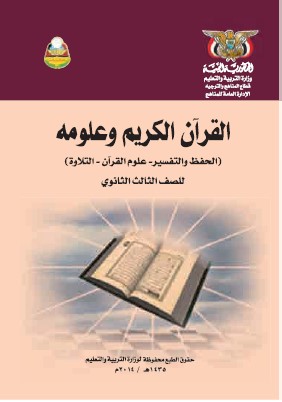 الجمهورية اليمنية
وزارة التربية والتعليم
قطاع المناهج والتوجيه
الإدارة العامة للمناهج
القرآن الكريم وعلومه
(الحفظ والتفسير- علوم القرآن - التلاوة)
للصف الثالث الثانوي
حقوق الطبع محفوظة لوزارة التربية والتعليم
١٤٣٥هـ / ٢٠١٤م